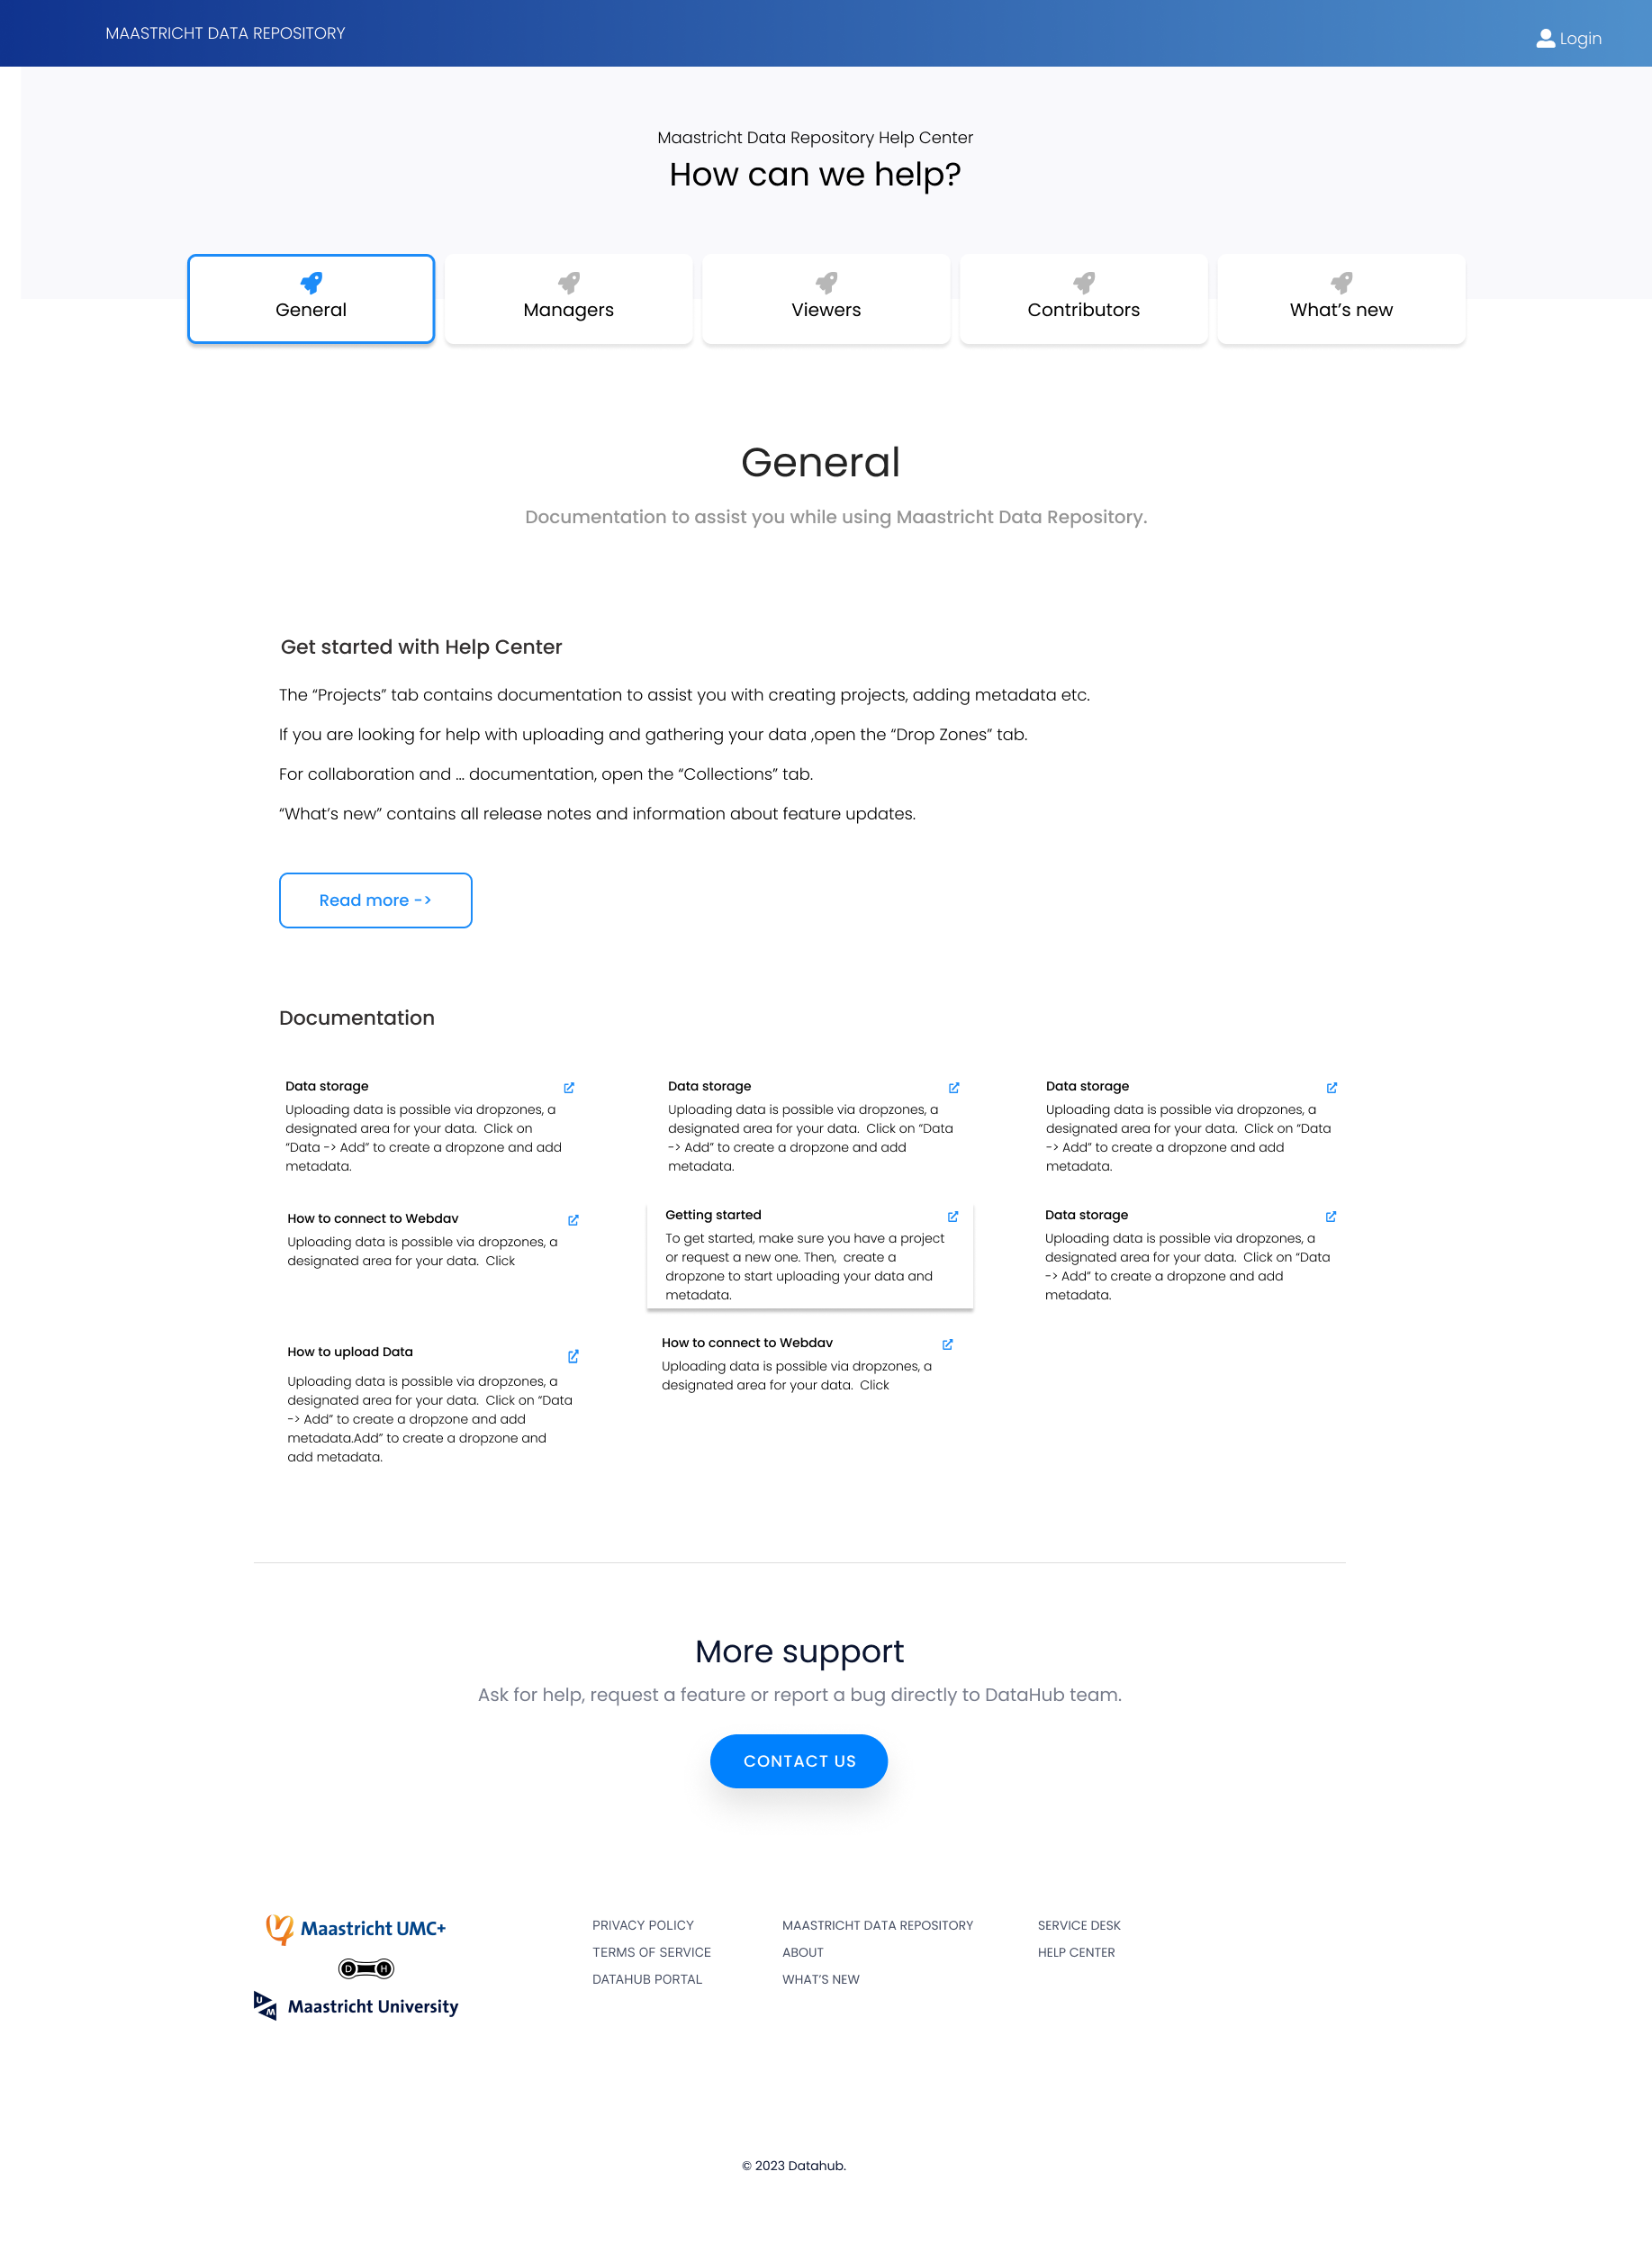 MAASTRICHT DATA REPOSITORY
Login
Maastricht Data Repository Help Center
How can we help?
General
Managers
Viewers
Contributors
What’s new
General
Documentation to assist you while using Maastricht Data Repository.
Get started with Help Center
The “Projects” tab contains documentation to assist you with creating projects, adding metadata etc.
If you are looking for help with uploading and gathering your data ,open the “Drop Zones” tab.
For collaboration and ... documentation, open the “Collections” tab.
“What’s new” contains all release notes and information about feature updates.
Read more ->
Documentation
Data storage
Uploading data is possible via dropzones, a
designated area for your data.  Click on
“Data -> Add” to create a dropzone and add
metadata.
Data storage
Uploading data is possible via dropzones, a
designated area for your data.  Click on “Data
-> Add” to create a dropzone and add
metadata.
Data storage
Uploading data is possible via dropzones, a
designated area for your data.  Click on “Data
-> Add” to create a dropzone and add
metadata.
How to connect to Webdav
Uploading data is possible via dropzones, a
designated area for your data.  Click
Getting started
To get started, make sure you have a project
or request a new one. Then,  create a
dropzone to start uploading your data and
metadata.
Data storage
Uploading data is possible via dropzones, a
designated area for your data.  Click on “Data
-> Add” to create a dropzone and add
metadata.
How to upload Data
Uploading data is possible via dropzones, a
designated area for your data.  Click on “Data
-> Add” to create a dropzone and add
metadata.Add” to create a dropzone and
add metadata.
How to connect to Webdav
Uploading data is possible via dropzones, a
designated area for your data.  Click
More support
Ask for help, request a feature or report a bug directly to DataHub team.
CONTACT US
Maastricht UMC+
D H
UM Maastricht University
PRIVACY POLICY
TERMS OF SERVICE
DATAHUB PORTAL
MAASTRICHT DATA REPOSITORY
ABOUT
WHAT’S NEW
SERVICE DESK
HELP CENTER
© 2023 Datahub.